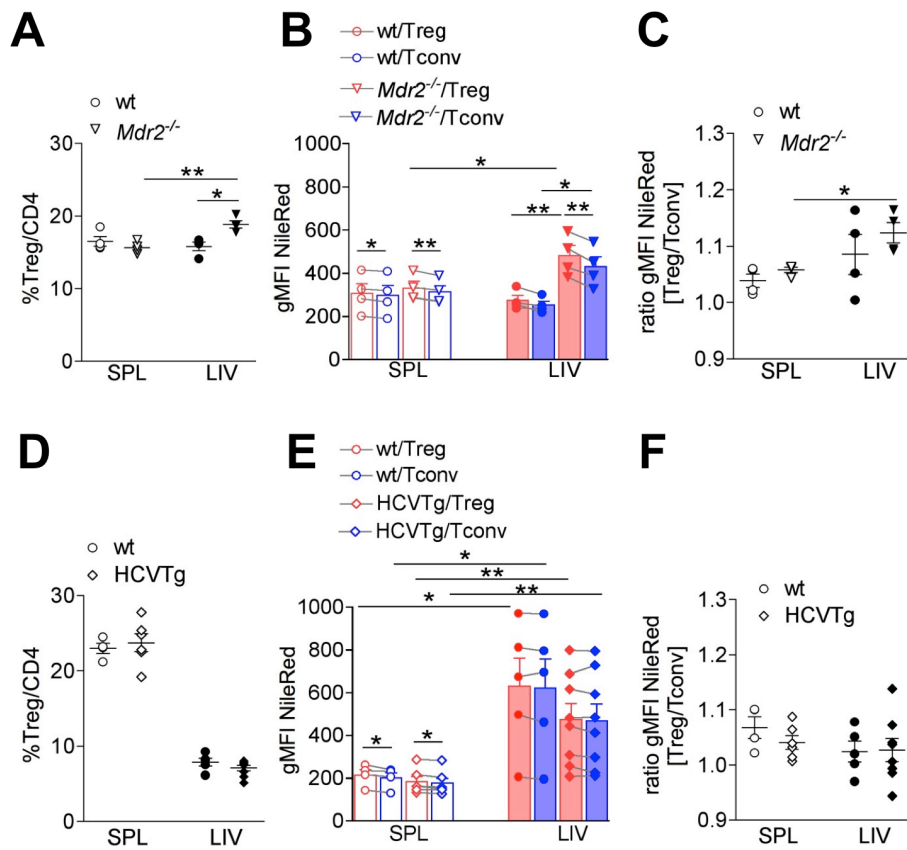 A
wt
Mdr2-/-
%Treg/CD4
30
20
10
0
**
*
SPL LIV
B
wt/Treg
wt/Tconv
Mdr2-/-/Treg
Mdr2-/-/Tconv
gMFI NileRed
1000
800
600
400
200
0
*
*
** **
* **
SPL LIV
C
wt
Mdr2-/-
ratio gMFI NileRed
[Treg/Tconv]
1.3
1.2
1.1
1.0
0.9
*
SPL LIV
D
wt
HCVTg
%Treg/CD4
30
20
10
0
SPL LIV
E
wt/Treg
wt/Tconv
HCVTg/Treg
HCVTg/Tconv
gMFI NileRed
1000
800
600
400
200
0
*
**
**
*
* *
SPL LIV
F
wt
HCVTg
ratio gMFI NileRed
[Treg/Tconv]
1.3
1.2
1.1
1.0
0.9
SPL LIV